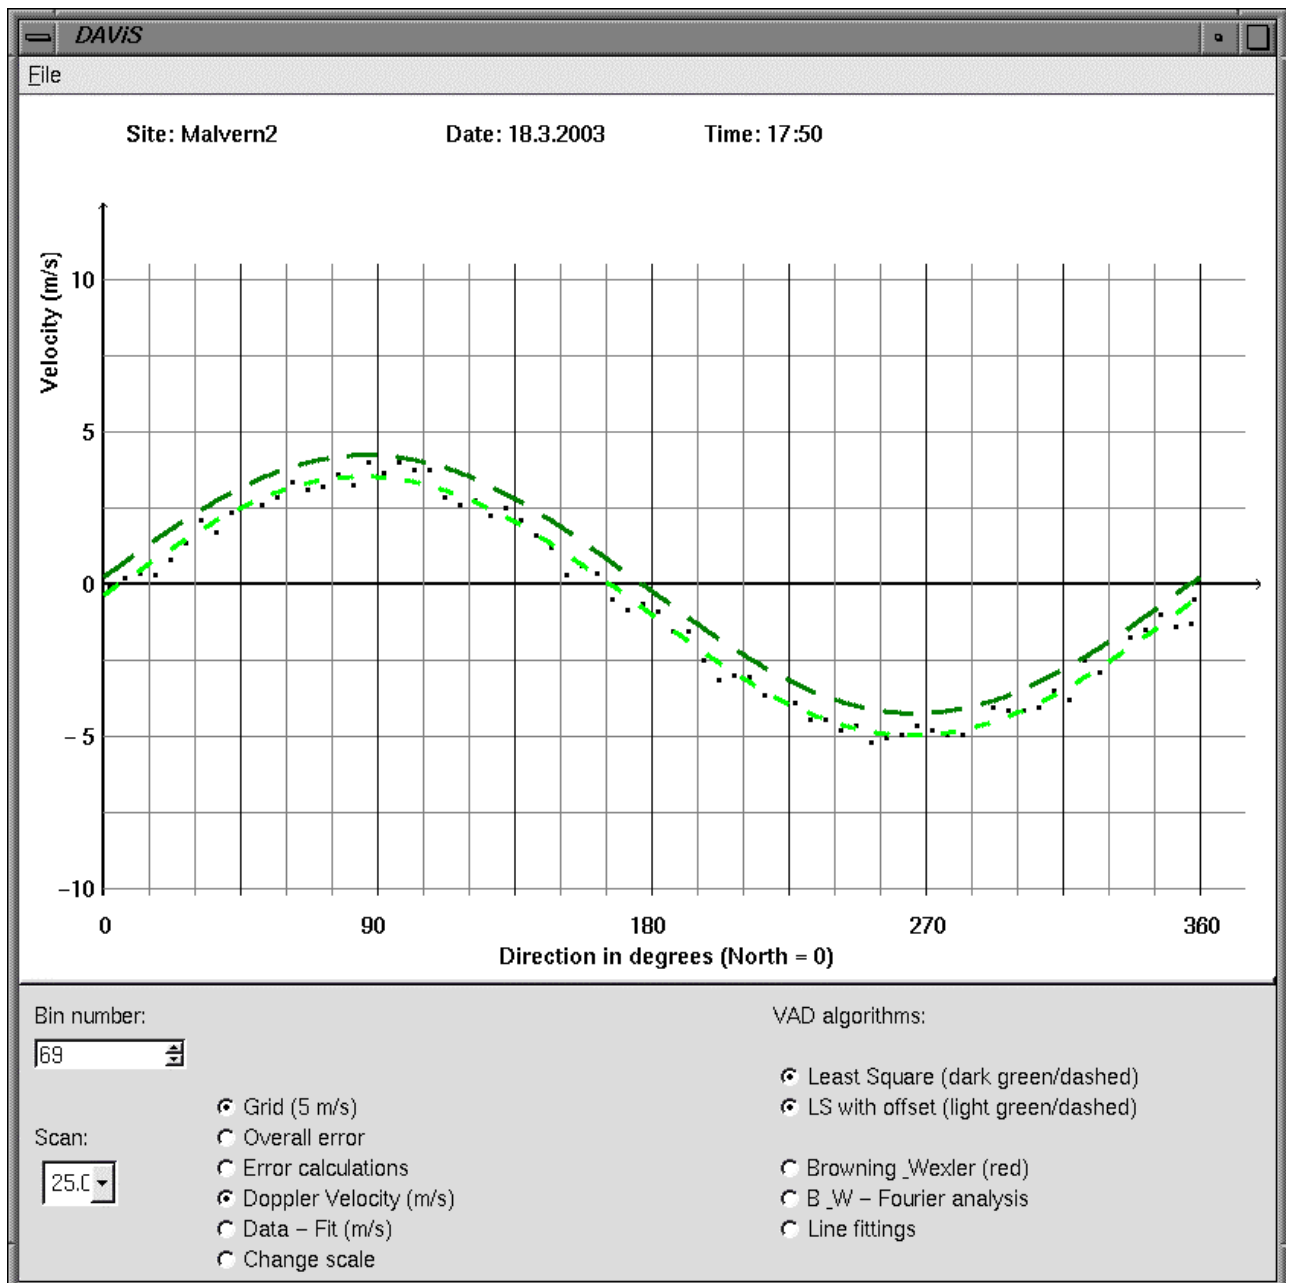 DAViS
File
Site: Malvern2 Date: 18.3.2003 Time: 17:50
Velocity (m/s)
10
5
0
−5
−10
0 90 180 270 360
Direction in degrees (North = 0)
Bin number: VAD algorithms:
69
Least Square (dark green/dashed)
Grid (5 m/s) LS with offset (light green/dashed)
Scan: Overall error
Error calculations Browning_Wexler (red)
25.0
Doppler Velocity (m/s) B_W − Fourier analysis
Data − Fit (m/s) Line fittings
Change scale